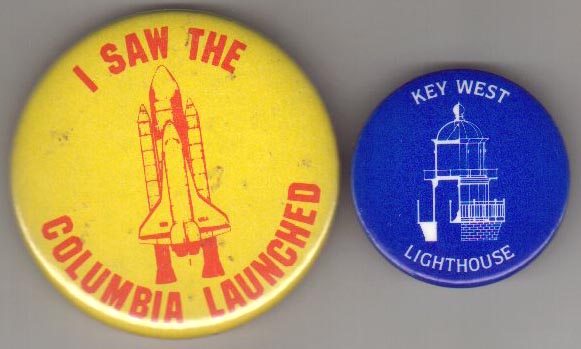 I SAW THE
COLUMBIA LAUNCHED
KEY WEST
LIGHTHOUSE